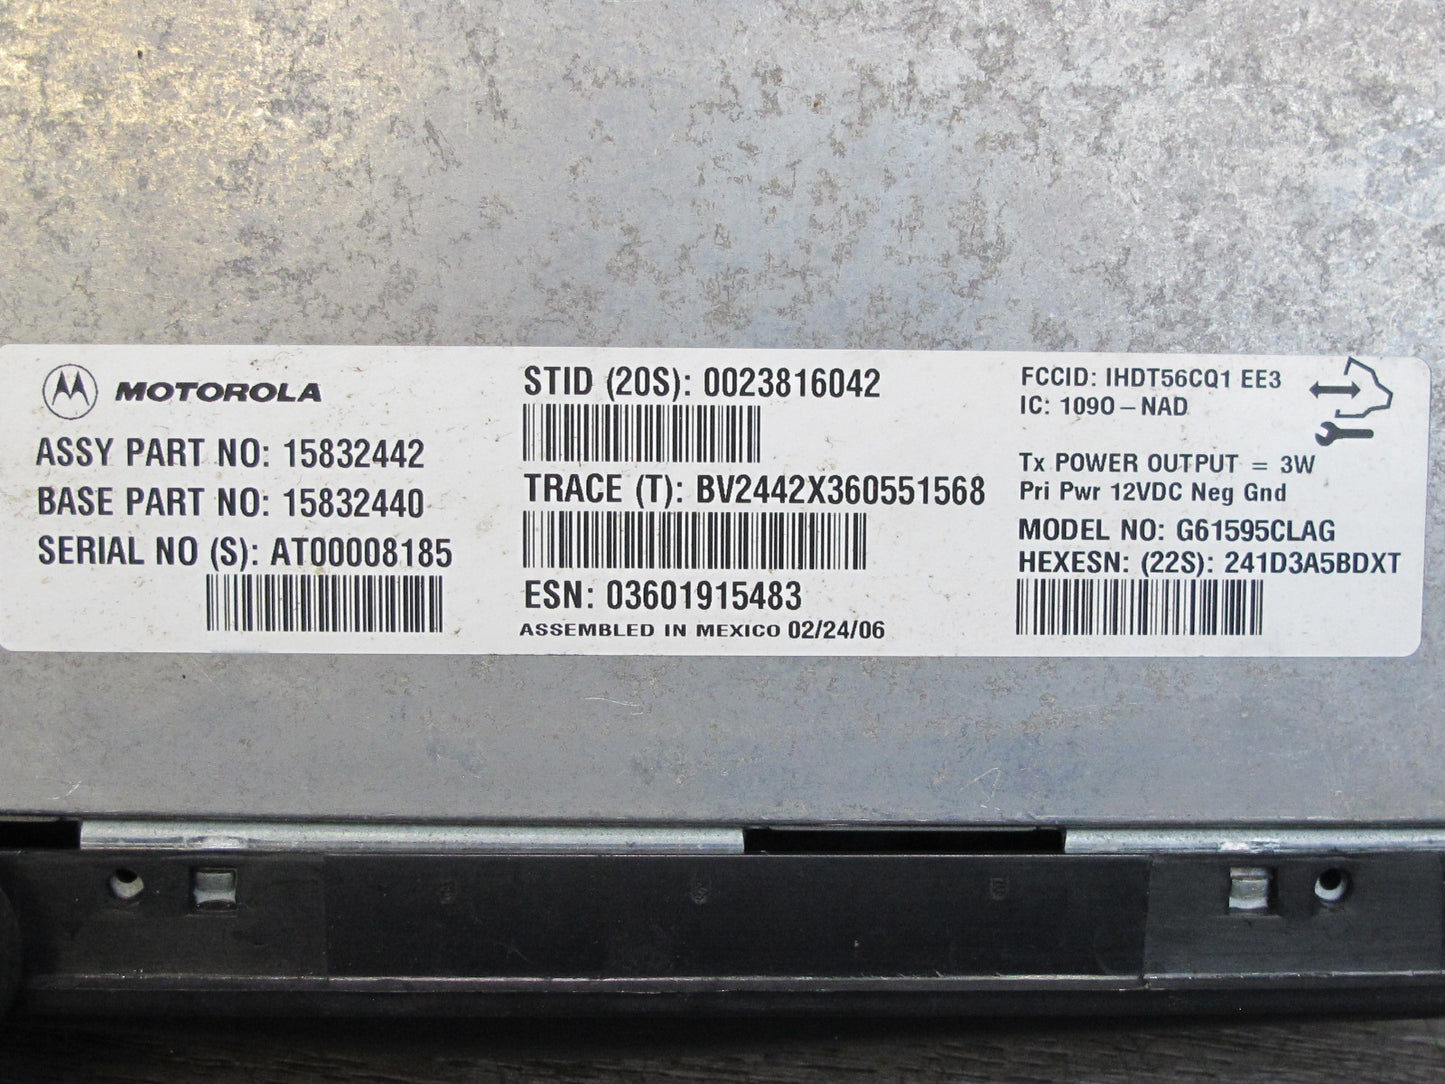 MOTOROLA
ASSY PART NO: 15832442
BASE PART NO: 15832440
SERIAL NO (S): AT00008185
STID (20S): 0023816042
TRACE (T): BV2442X360551568
ESN: 03601915483
ASSEMBLED IN MEXICO 02/24/06
FCCID: IHDT56CQ1 EE3
IC: 109O – NAD
Tx POWER OUTPUT = 3W
Pri Pwr 12VDC Neg Gnd
MODEL NO: G61595CLAG
HEXESN: (22S): 241D3A5BDXT